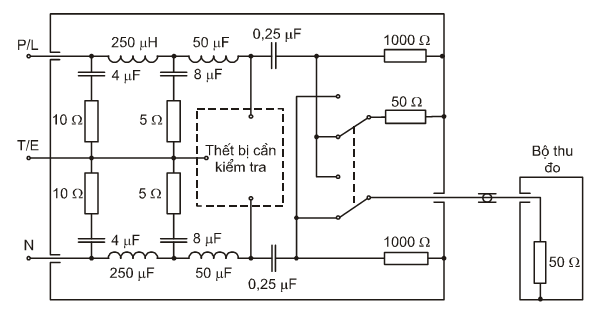 P/L
250 µH
50 µF
0,25 µF
1000 Ω
4 µF
8 µF
10 Ω
5 Ω
50 Ω
T/E
Thết bị cần
kiểm tra
Bộ thu
đo
10 Ω
5 Ω
N
4 µF
8 µF
1000 Ω
50 Ω
250 µF
50 µF
0,25 µF